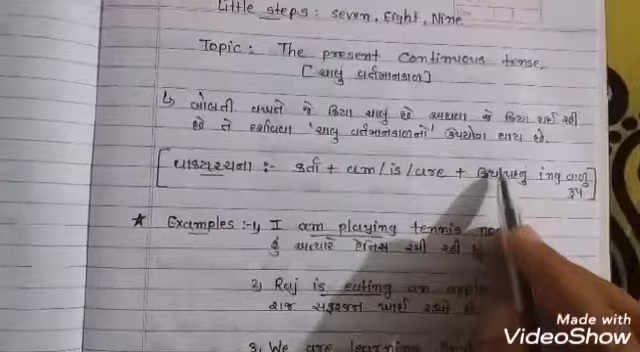 Little steps: seven, Eight, Nine
Topic: The present continuous tense.
[ચાલુ વર્તમાનકાળ]
↳ બોલતી વખતે જે ક્રિયા ચાલુ છે અથવા જે ક્રિયા થઈ રહી
છે તે દર્શાવવા 'ચાલુ વર્તમાનકાળનો' ઉપયોગ થાય છે.
[વાક્યરચના :- કર્તા + am/is/are + ing વાળું
રૂપ]
★ Examples :- 1, I am playing tennis
હું અત્યારે ટેનિસ રમી રહી
2, Raj is eating an
રાજ સફરજન ખાઈ રહ્યો
3, We are learning
Made with
VideoShow